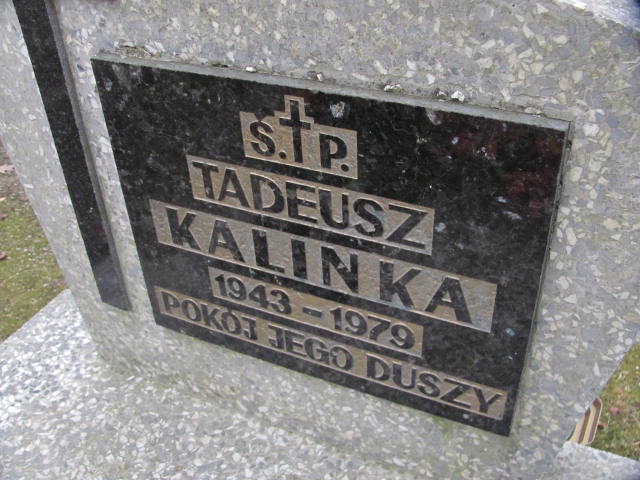 Ś.✝P.
TADEUSZ
KALINKA
1943 - 1979
POKÓJ JEGO DUSZY